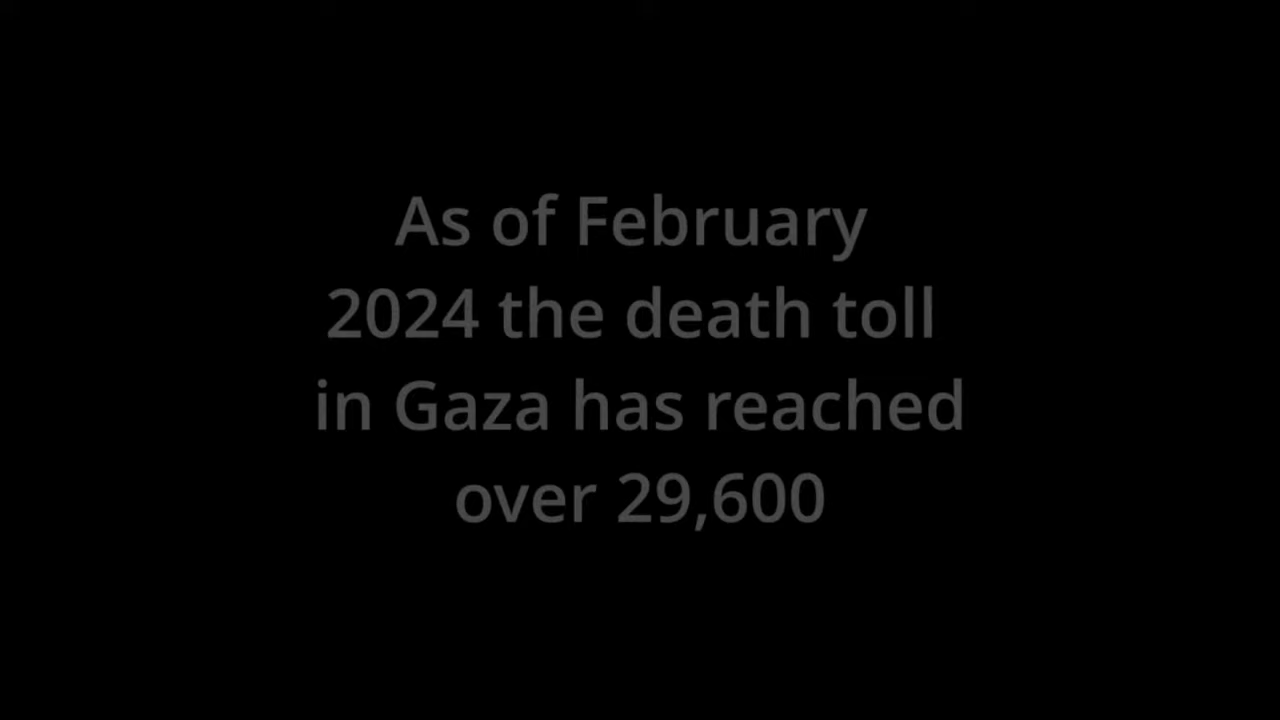 As of February
2024 the death toll
in Gaza has reached
over 29,600